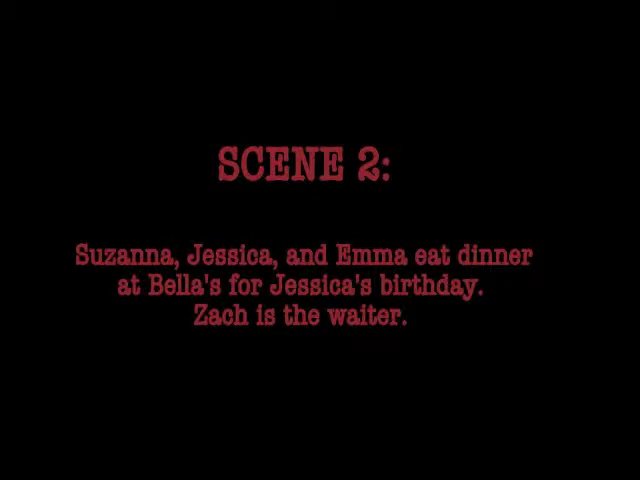 SCENE 2:
Suzanna, Jessica, and Emma eat dinner
at Bella's for Jessica's birthday.
Zach is the waiter.